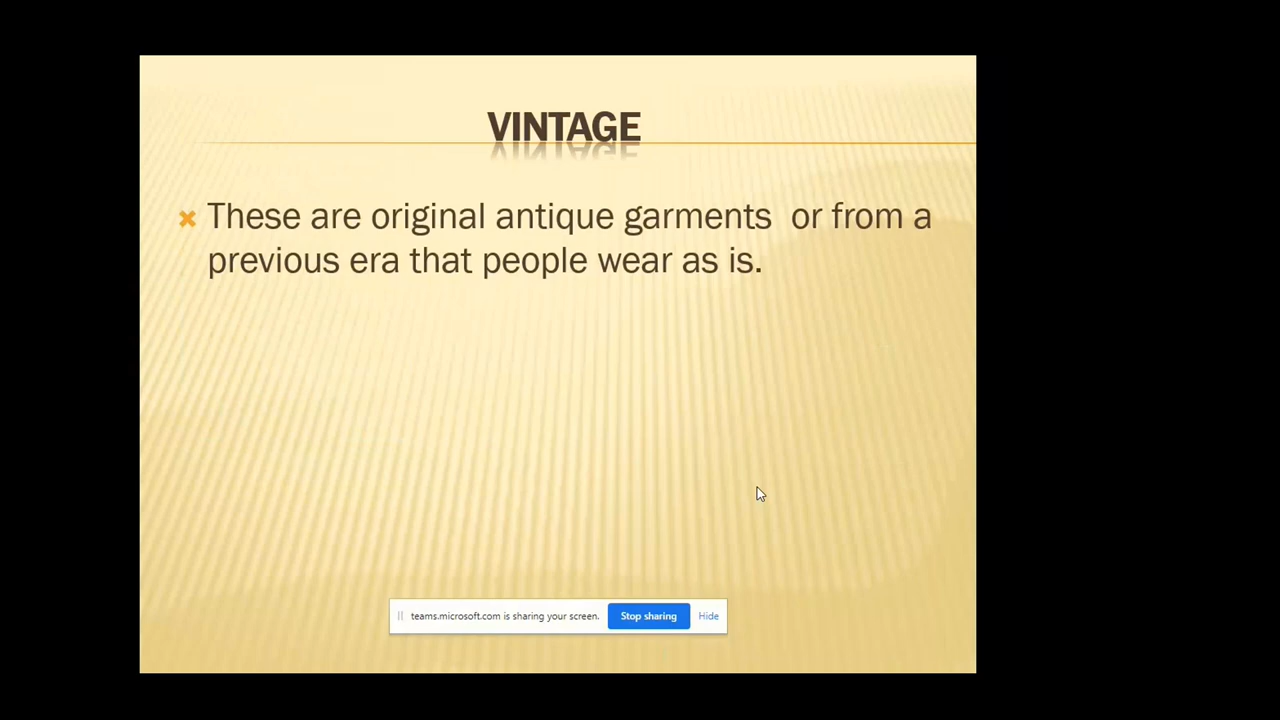 VINTAGE
These are original antique garments  or from a
previous era that people wear as is.
teams.microsoft.com is sharing your screen. Stop sharing Hide